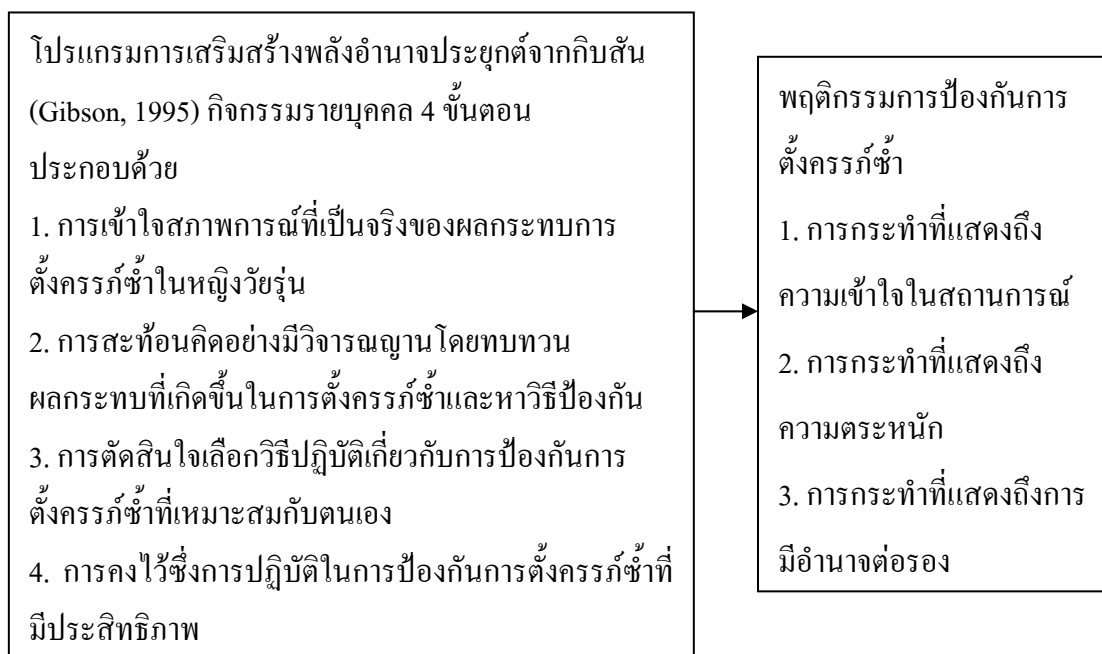 โปรแกรมการเสริมสร้างพลังอำนาจประยุกต์จากกิบสัน
(Gibson, 1995) กิจกรรมรายบุคคล 4 ขั้นตอน
ประกอบด้วย
1. การเข้าใจสภาพการณ์ที่เป็นจริงของผลกระทบการ
ตั้งครรภ์ซ้ำในหญิงวัยรุ่น
2. การสะท้อนคิดอย่างมีวิจารณญานโดยทบทวน
ผลกระทบที่เกิดขึ้นในการตั้งครรภ์ซ้ำและหาวิธีป้องกัน
3. การตัดสินใจเลือกวิธีปฏิบัติเกี่ยวกับการป้องกันการ
ตั้งครรภ์ซ้ำที่เหมาะสมกับตนเอง
4. การคงไว้ซึ่งการปฏิบัติในการป้องกันการตั้งครรภ์ซ้ำที่
มีประสิทธิภาพ
พฤติกรรมการป้องกันการ
ตั้งครรภ์ซ้ำ
1. การกระทำที่แสดงถึง
ความเข้าใจในสถานการณ์
2. การกระทำที่แสดงถึง
ความตระหนัก
3. การกระทำที่แสดงถึงการ
มีอำนาจต่อรอง